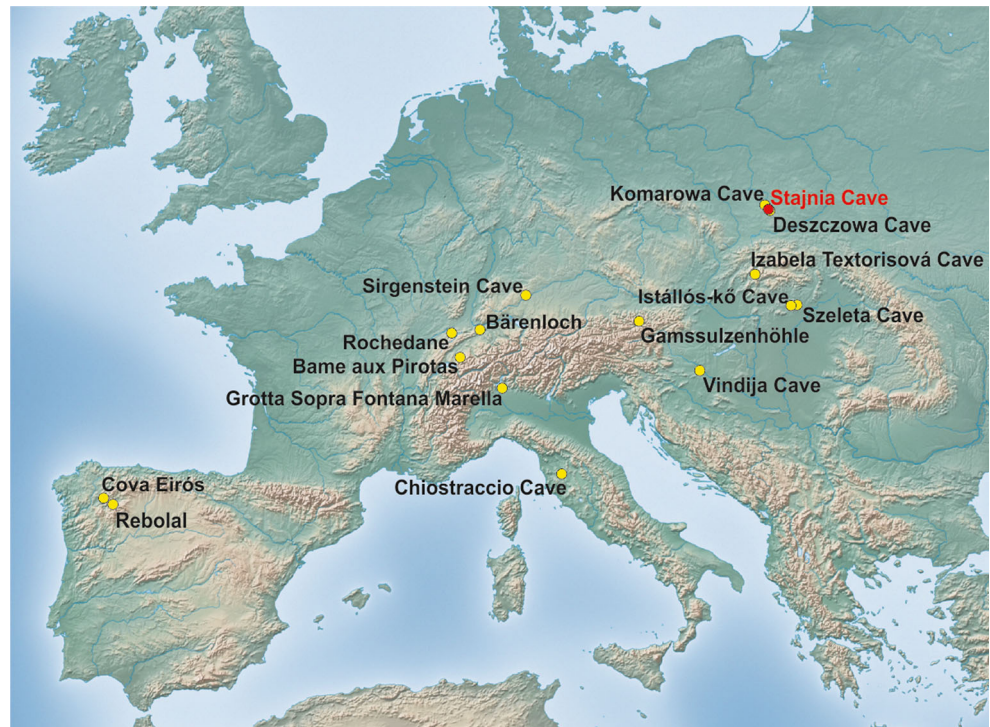 Komarowa Cave
Stajnia Cave
Deszczowa Cave
Izabela Textorisová Cave
Sirgenstein Cave
Istállós-kő Cave
Szeleta Cave
Bärenloch
Rochedane
Gamssulzenhöhle
Bame aux Pirotas
Vindija Cave
Grotta Sopra Fontana Marella
Cova Eirós
Chiostraccio Cave
Rebolal